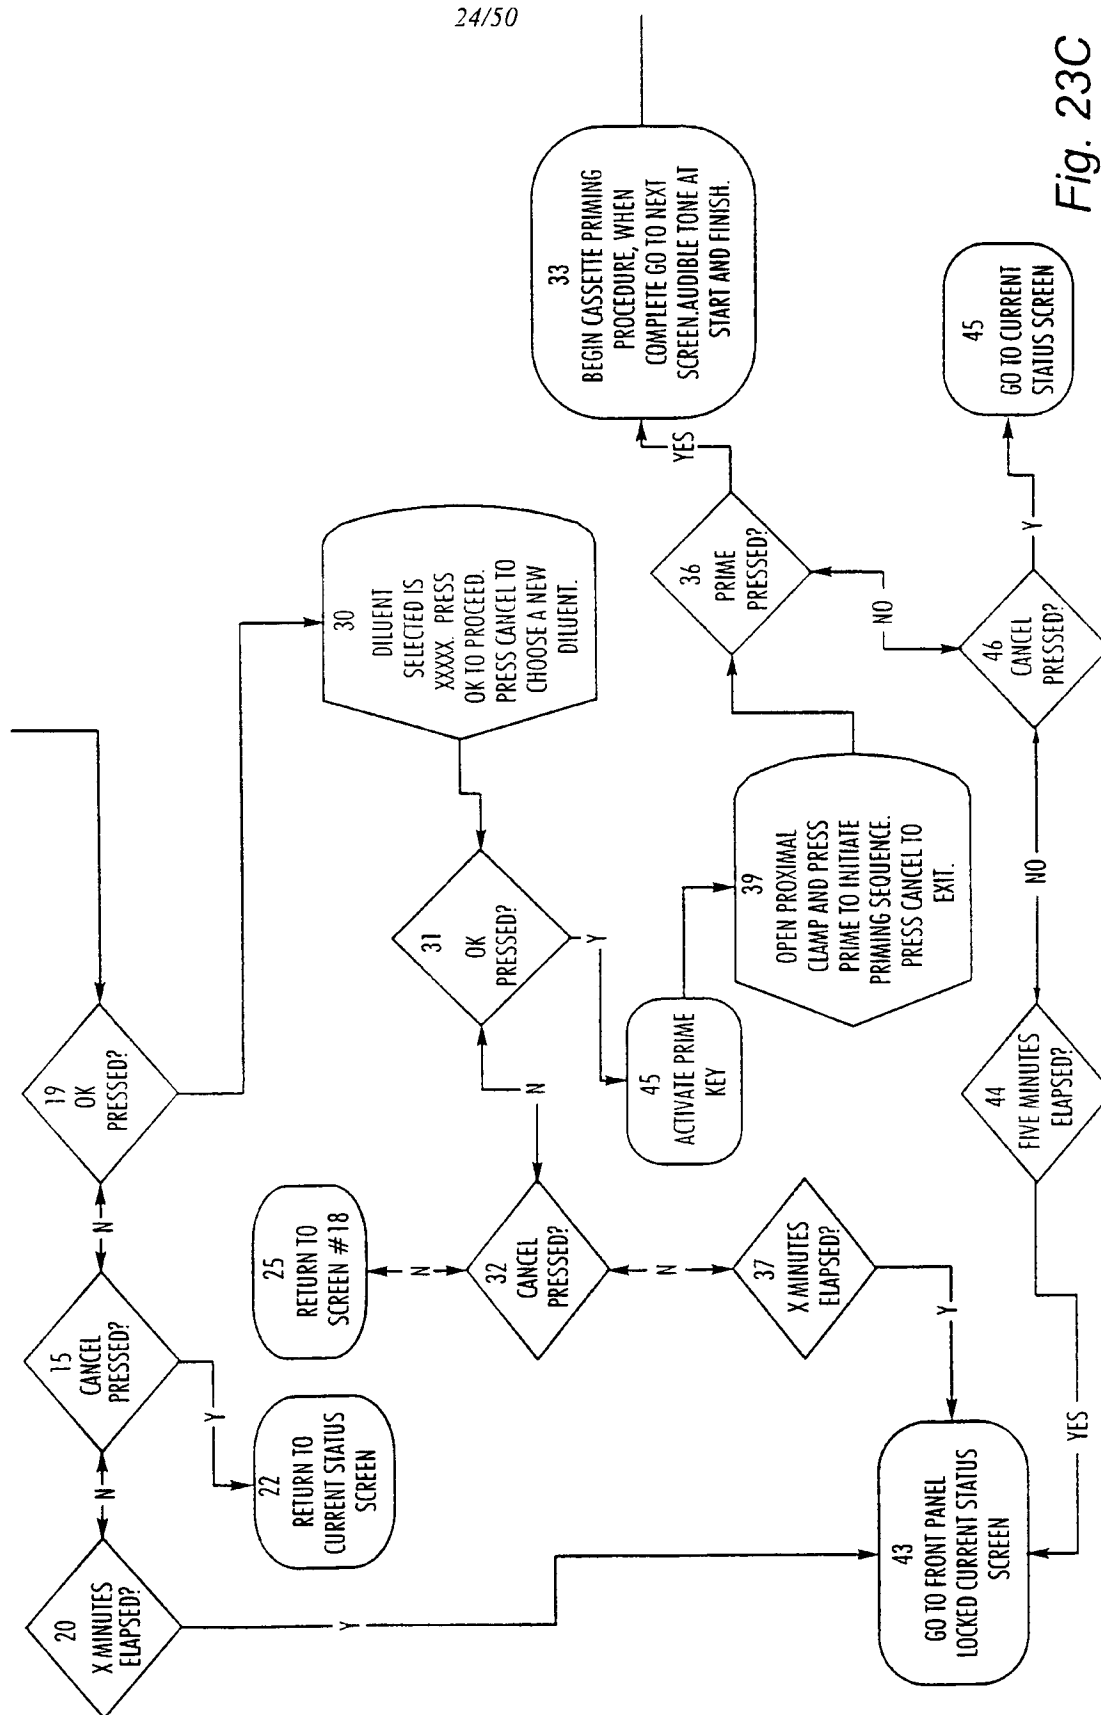 24/50
19
OK
PRESSED?
N
15
CANCEL
PRESSED?
N
20
X MINUTES
ELAPSED?
Y
22
RETURN TO
CURRENT STATUS
SCREEN
Y
30
DILUENT
SELECTED IS
XXXXX. PRESS
OK TO PROCEED.
PRESS CANCEL TO
CHOOSE A NEW
DILUENT.
31
OK
PRESSED?
N
Y
25
RETURN TO
SCREEN #18
N
32
CANCEL
PRESSED?
N
37
X MINUTES
ELAPSED?
Y
45
ACTIVATE PRIME
KEY
39
OPEN PROXIMAL
CLAMP AND PRESS
PRIME TO INITIATE
PRIMING SEQUENCE.
PRESS CANCEL TO
EXIT.
36
PRIME
PRESSED?
YES
33
BEGIN CASSETTE PRIMING
PROCEDURE, WHEN
COMPLETE GO TO NEXT
SCREEN.AUDIBLE TONE AT
START AND FINISH.
NO
46
CANCEL
PRESSED?
Y
45
GO TO CURRENT
STATUS SCREEN
NO
44
FIVE MINUTES
ELAPSED?
YES
43
GO TO FRONT PANEL
LOCKED CURRENT STATUS
SCREEN
Fig. 23C